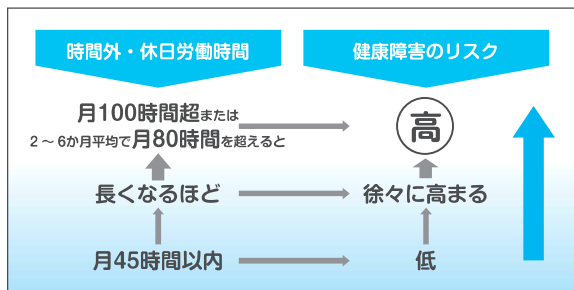 時間外・休日労働時間
健康障害のリスク
月100時間超または
2～6か月平均で月80時間を超えると
高
長くなるほど
徐々に高まる
月45時間以内
低